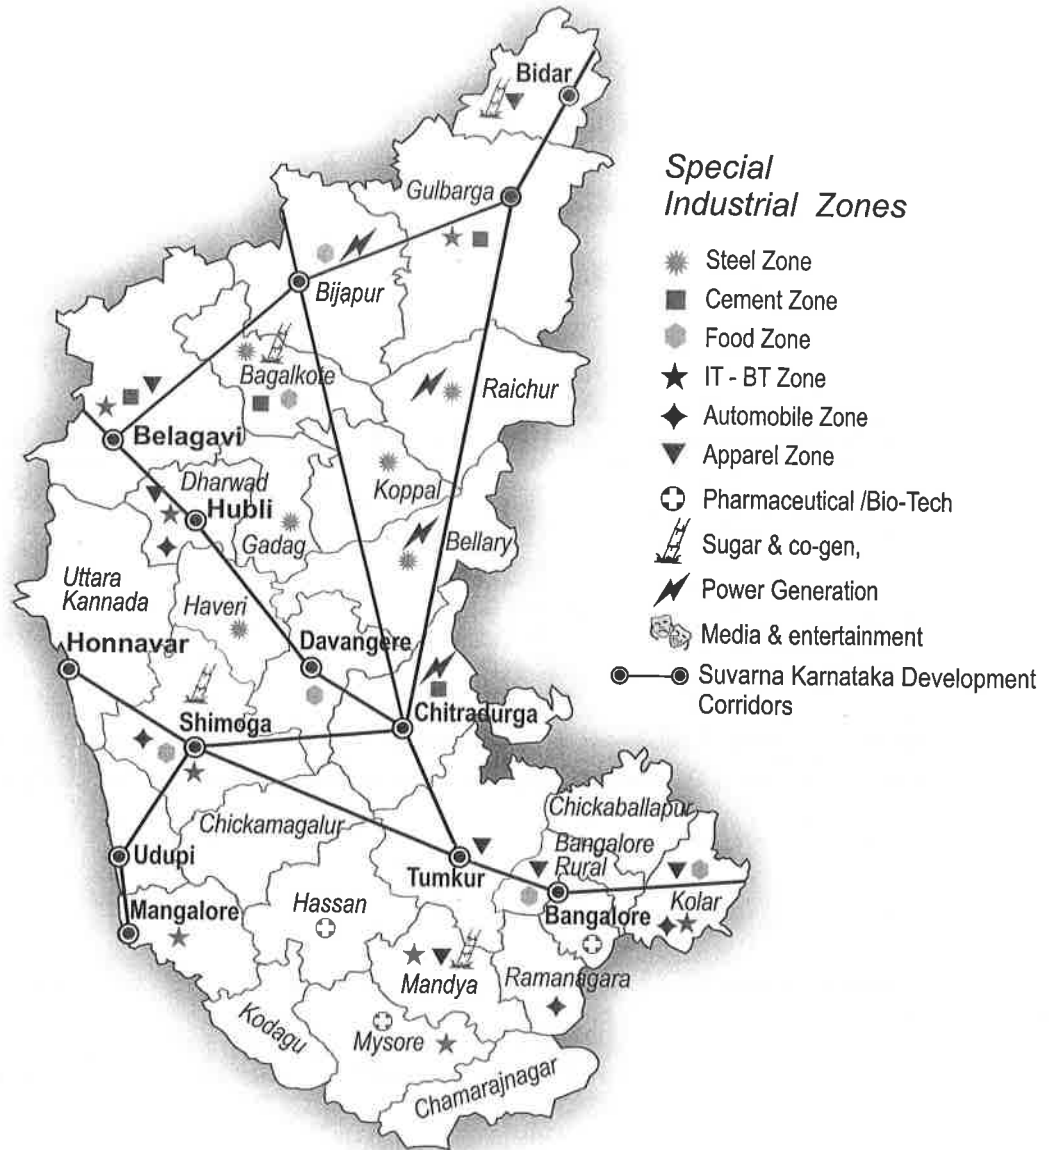 Bidar
Gulbarga
Bijapur
Bagalkote
Raichur
Belagavi
Koppal
Dharwad
Hubli
Gadag
Bellary
Uttara
Kannada
Haveri
Honnavar
Davangere
Chitradurga
Shimoga
Chickamagalur
Chickaballapur
Bangalore
Rural
Udupi
Tumkur
Kolar
Mangalore
Hassan
Bangalore
Mandya
Ramanagara
Kodagu
Mysore
Chamarajnagar
Special
Industrial Zones
Steel Zone
Cement Zone
Food Zone
IT - BT Zone
Automobile Zone
Apparel Zone
Pharmaceutical /Bio-Tech
Sugar & co-gen,
Power Generation
Media & entertainment
Suvarna Karnataka Development
Corridors